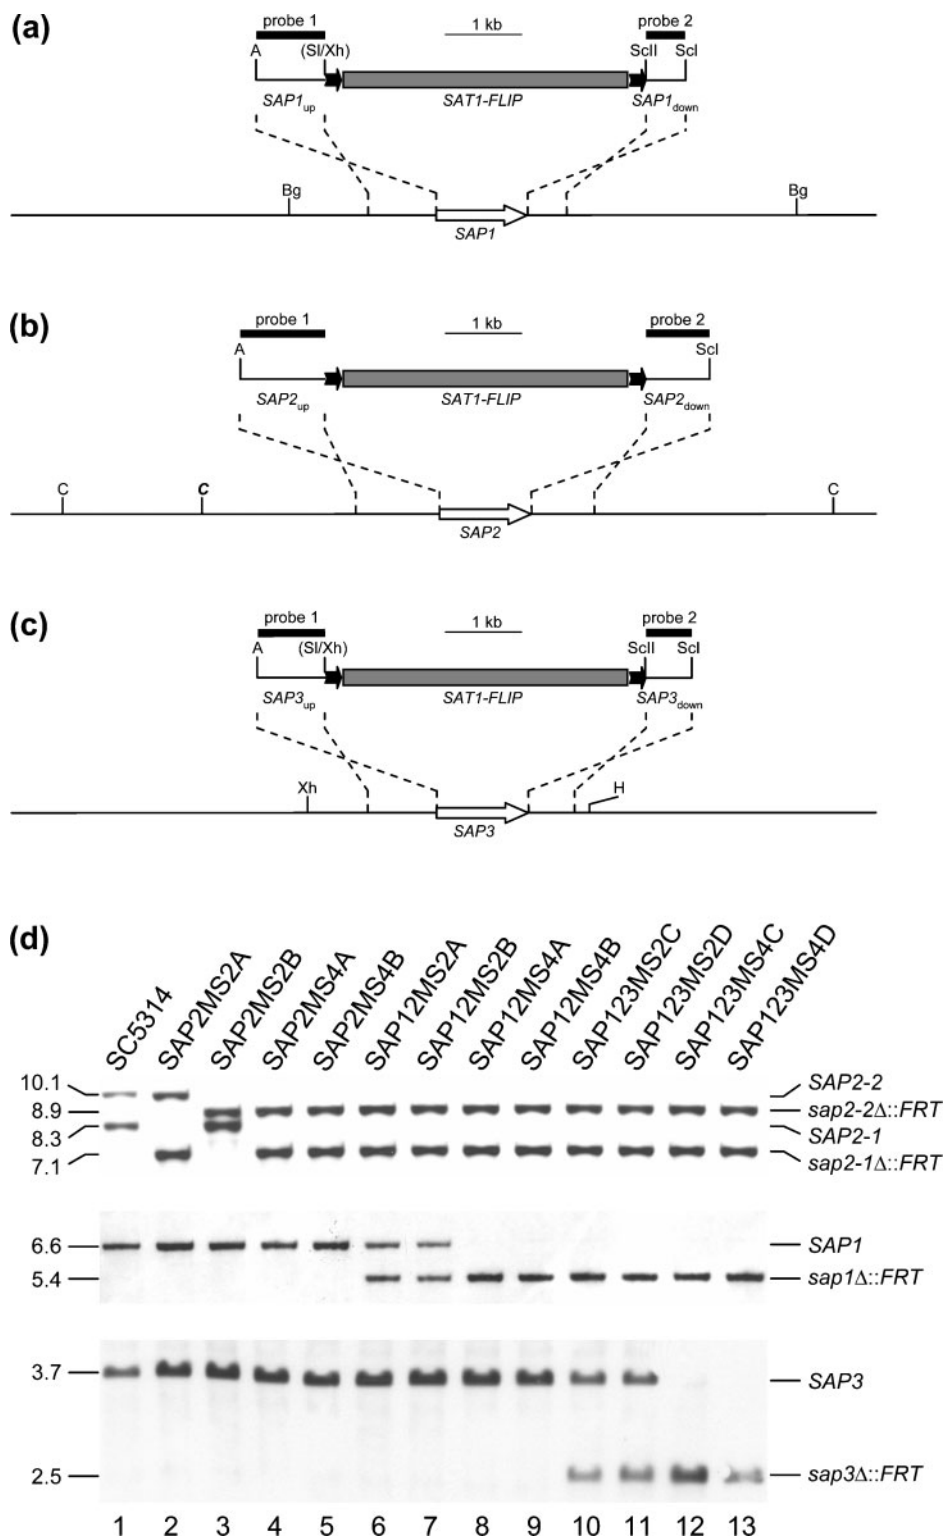 (a)
probe 1
1 kb
probe 2
A
(Sl/Xh)
ScII
ScI
SAP1up
SAT1-FLIP
SAP1down
Bg
Bg
SAP1
(b)
probe 1
1 kb
probe 2
A
ScI
SAP2up
SAT1-FLIP
SAP2down
C
C
C
SAP2
(c)
probe 1
1 kb
probe 2
A
(Sl/Xh)
ScII
ScI
SAP3up
SAT1-FLIP
SAP3down
Xh
H
SAP3
(d)
SC5314
SAP2MS2A
SAP2MS2B
SAP2MS4A
SAP2MS4B
SAP12MS2A
SAP12MS2B
SAP12MS4A
SAP12MS4B
SAP123MS2C
SAP123MS2D
SAP123MS4C
SAP123MS4D
10.1
SAP2-2
8.9
sap2-2Δ::FRT
8.3
SAP2-1
7.1
sap2-1Δ::FRT
6.6
SAP1
5.4
sap1Δ::FRT
3.7
SAP3
2.5
sap3Δ::FRT
1 2 3 4 5 6 7 8 9 10 11 12 13